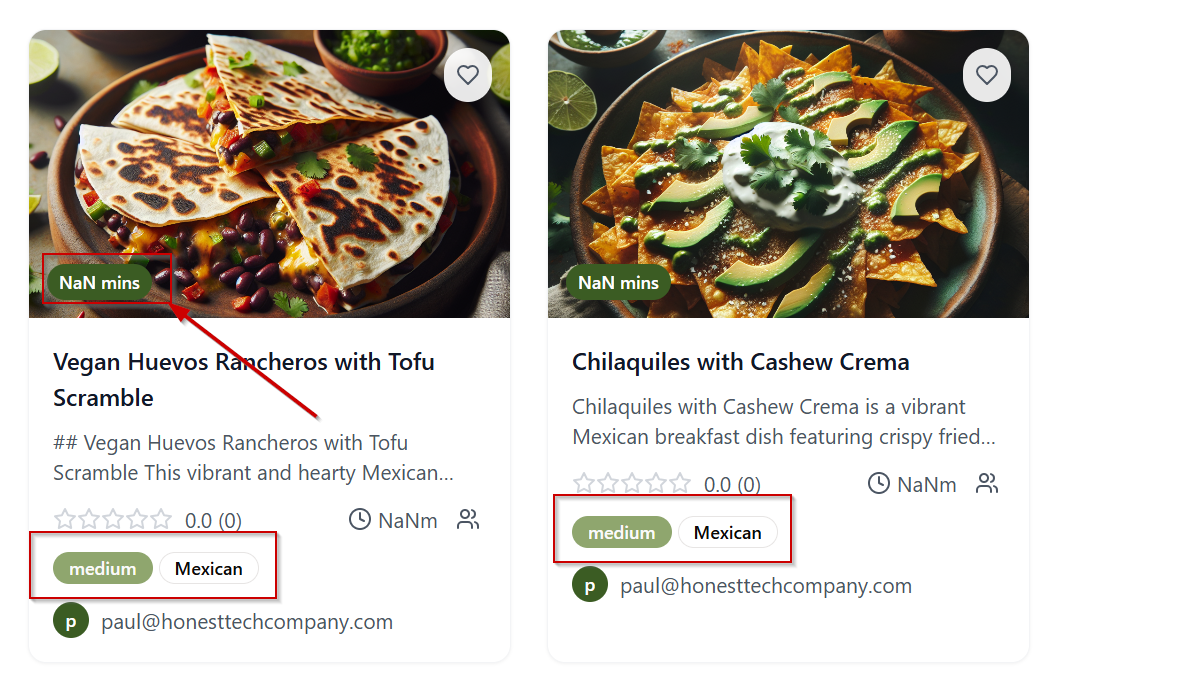 NaN mins
Vegan Huevos Rancheros with Tofu
Scramble
## Vegan Huevos Rancheros with Tofu
Scramble This vibrant and hearty Mexican...
0.0 (0)
NaNm
medium
Mexican
p
paul@honesttechcompany.com
NaN mins
Chilaquiles with Cashew Crema
Chilaquiles with Cashew Crema is a vibrant
Mexican breakfast dish featuring crispy fried...
0.0 (0)
NaNm
medium
Mexican
p
paul@honesttechcompany.com